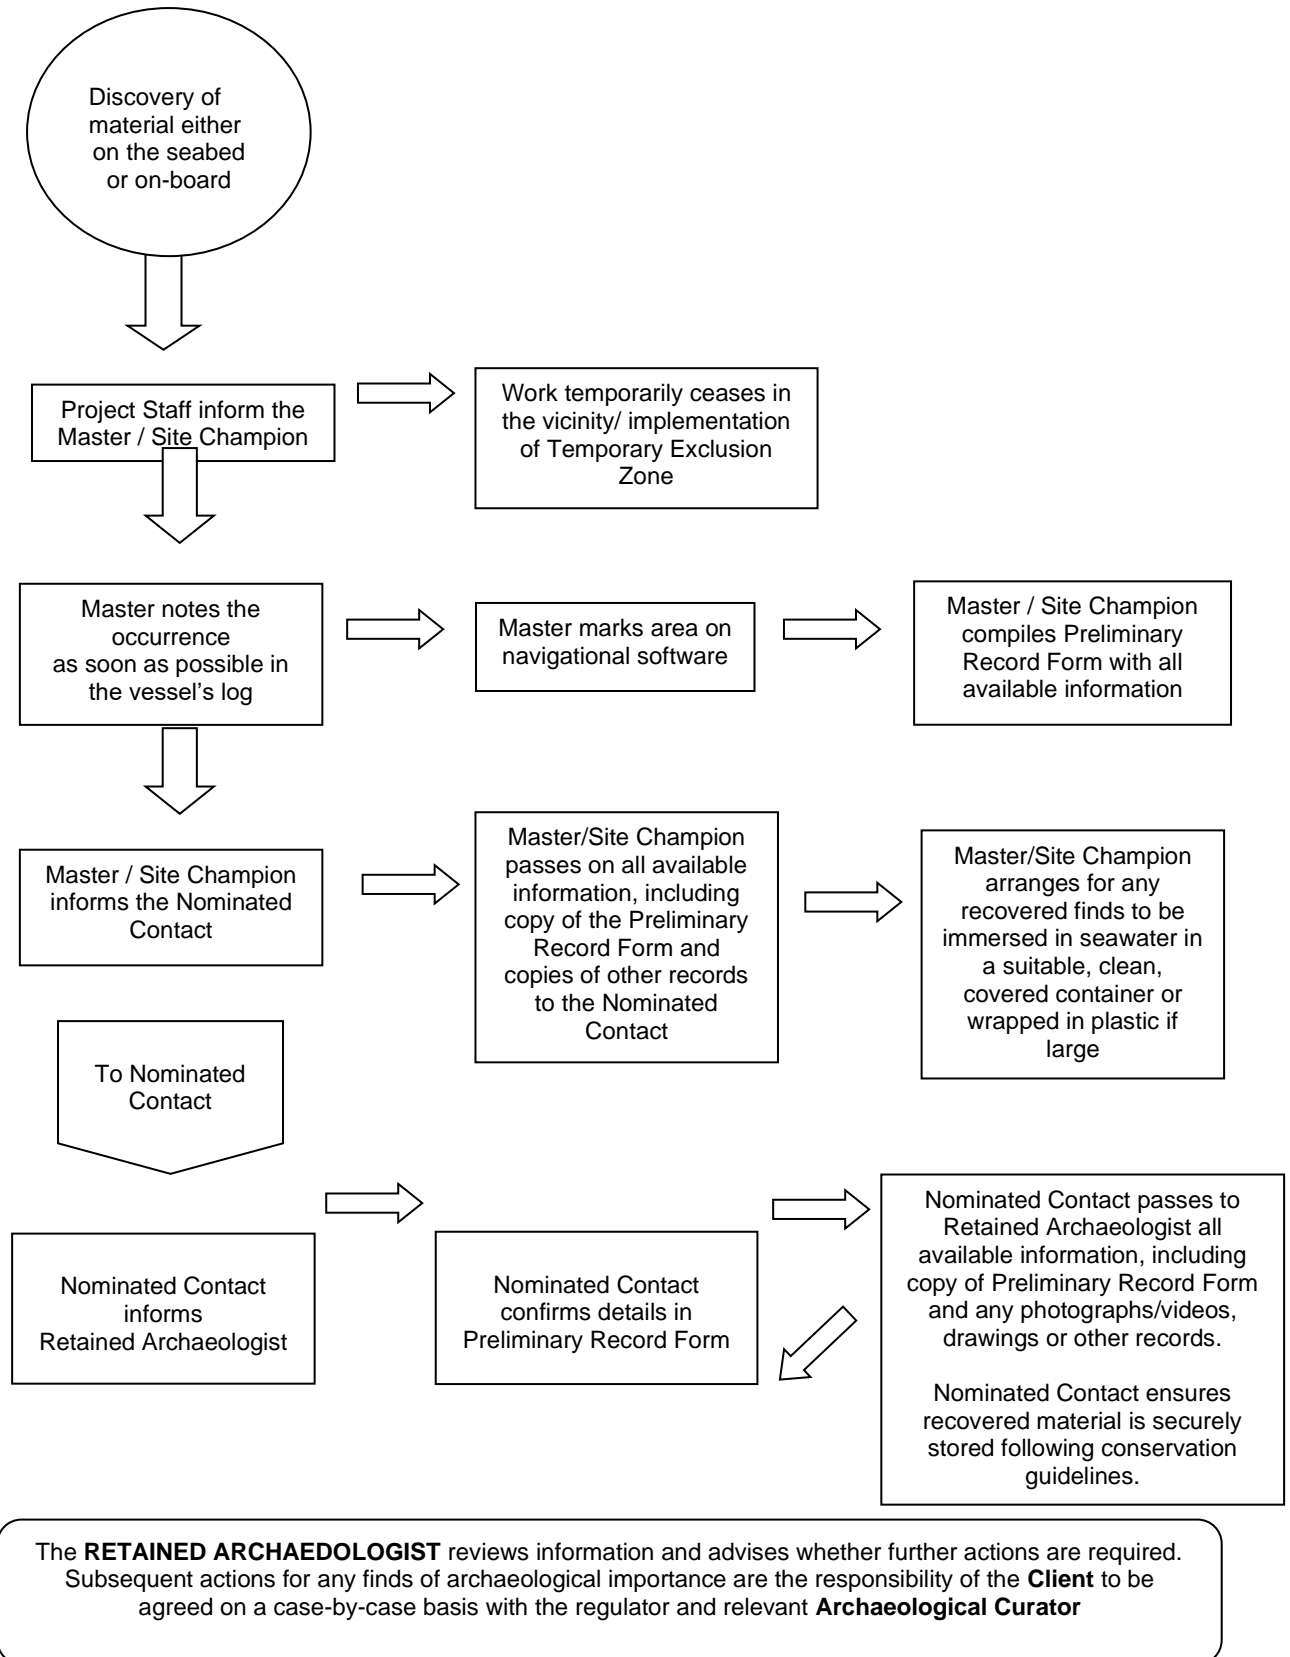 Discovery of
material either
on the seabed
or on-board
Project Staff inform the
Master / Site Champion
Work temporarily ceases in
the vicinity/ implementation
of Temporary Exclusion
Zone
Master notes the
occurrence
as soon as possible in
the vessel’s log
Master marks area on
navigational software
Master / Site Champion
compiles Preliminary
Record Form with all
available information
Master / Site Champion
informs the Nominated
Contact
Master/Site Champion
passes on all available
information, including
copy of the Preliminary
Record Form and
copies of other records
to the Nominated
Contact
Master/Site Champion
arranges for any
recovered finds to be
immersed in seawater in
a suitable, clean,
covered container or
wrapped in plastic if
large
To Nominated
Contact
Nominated Contact
informs
Retained Archaeologist
Nominated Contact
confirms details in
Preliminary Record Form
Nominated Contact passes to
Retained Archaeologist all
available information, including
copy of Preliminary Record Form
and any photographs/videos,
drawings or other records.
Nominated Contact ensures
recovered material is securely
stored following conservation
guidelines.
The RETAINED ARCHAEDOLOGIST reviews information and advises whether further actions are required.
Subsequent actions for any finds of archaeological importance are the responsibility of the Client to be
agreed on a case-by-case basis with the regulator and relevant Archaeological Curator